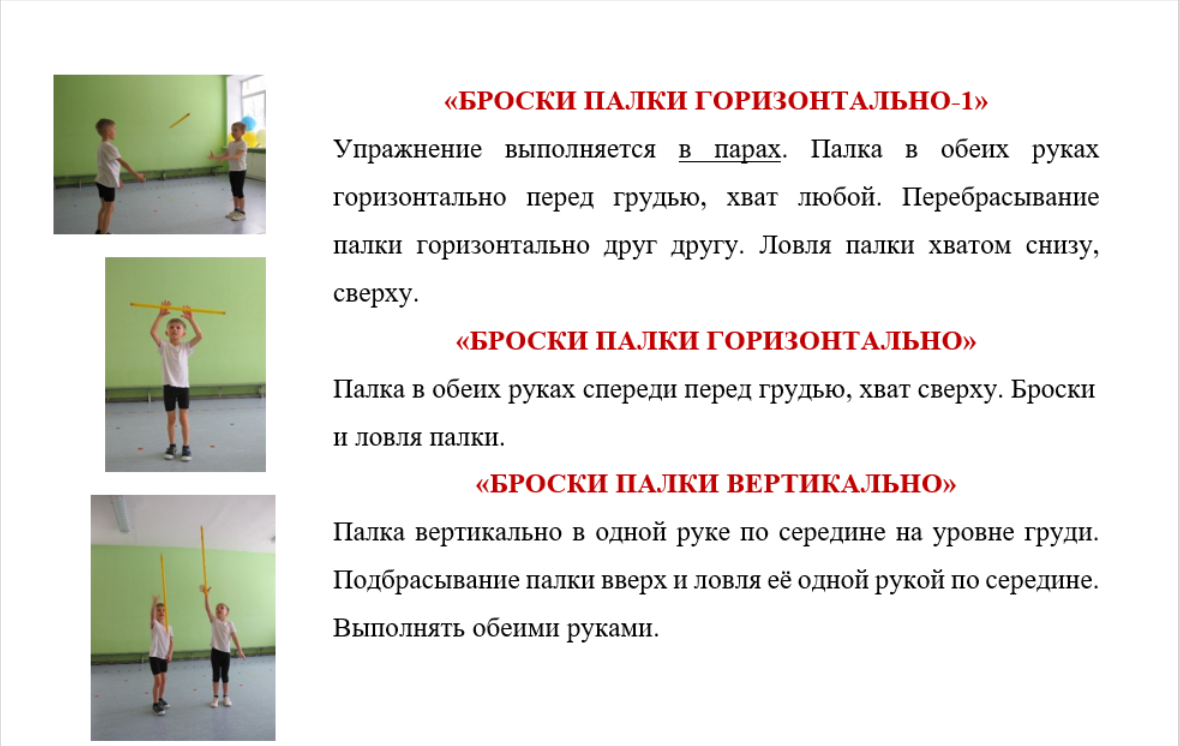 «БРОСКИ ПАЛКИ ГОРИЗОНТАЛЬНО-1»
Упражнение выполняется в парах. Палка в обеих руках
горизонтально перед грудью, хват любой. Перебрасывание
палки горизонтально друг другу. Ловля палки хватом снизу,
сверху.
«БРОСКИ ПАЛКИ ГОРИЗОНТАЛЬНО»
Палка в обеих руках спереди перед грудью, хват сверху. Броски
и ловля палки.
«БРОСКИ ПАЛКИ ВЕРТИКАЛЬНО»
Палка вертикально в одной руке по середине на уровне груди.
Подбрасывание палки вверх и ловля её одной рукой по середине.
Выполнять обеими руками.